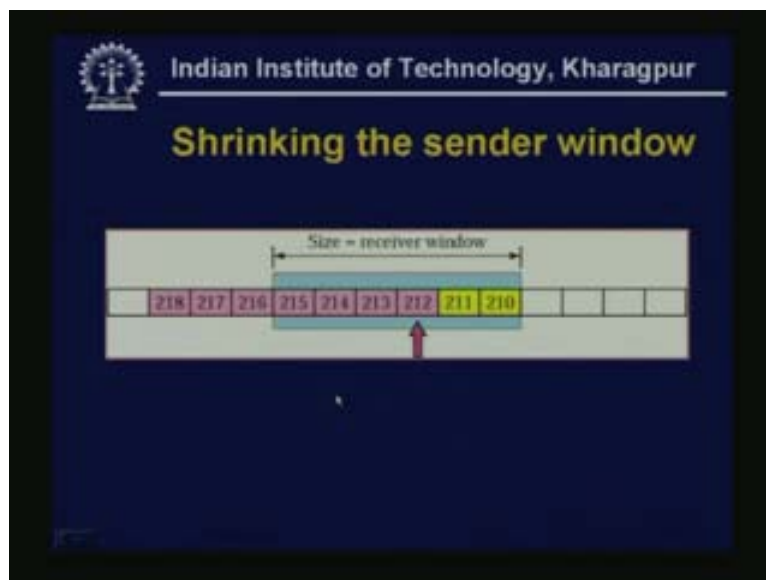 Indian Institute of Technology, Kharagpur
Shrinking the sender window
Size = receiver window
218 217 216 215 214 213 212 211 210